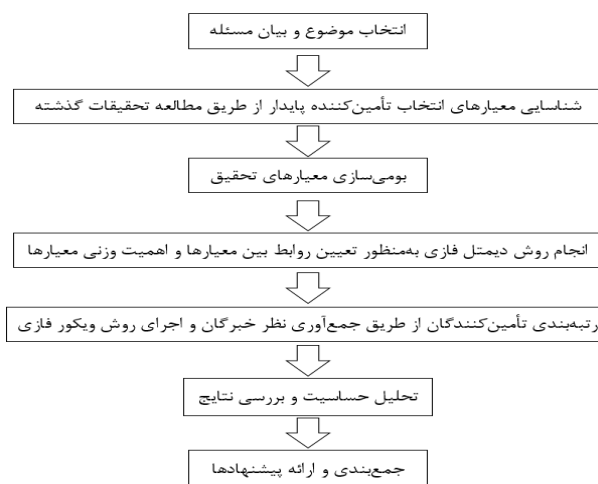 انتخاب موضوع و بیان مسئله
شناسایی معیارهای انتخاب تأمین‌کننده پایدار از طریق مطالعه تحقیقات گذشته
بومی‌سازی معیارهای تحقیق
انجام روش دیمتل فازی به‌منظور تعیین روابط بین معیارها و اهمیت وزنی معیارها
رتبه‌بندی تأمین‌کنندگان از طریق جمع‌آوری نظر خبرگان و اجرای روش ویکور فازی
تحلیل حساسیت و بررسی نتایج
جمع‌بندی و ارائه پیشنهادها